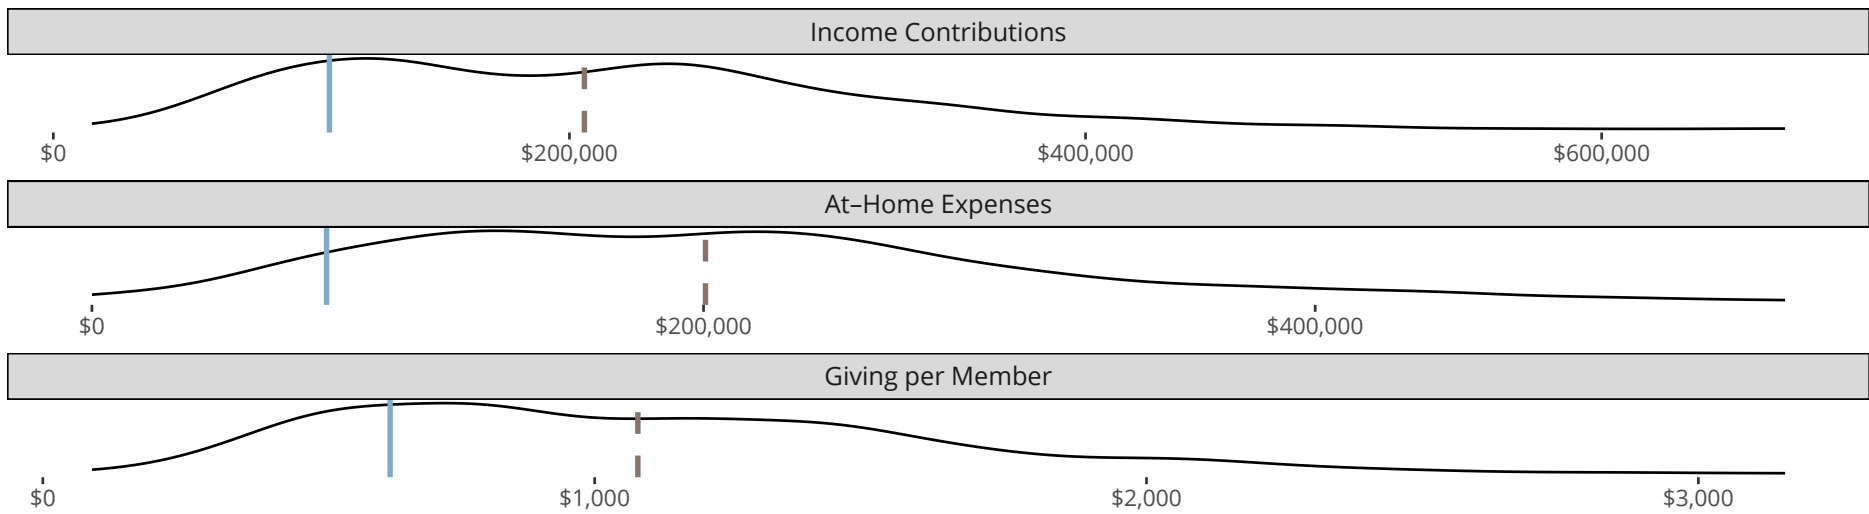 Income Contributions
$0 $200,000 $400,000 $600,000
At–Home Expenses
$0 $200,000 $400,000
Giving per Member
$0 $1,000 $2,000 $3,000